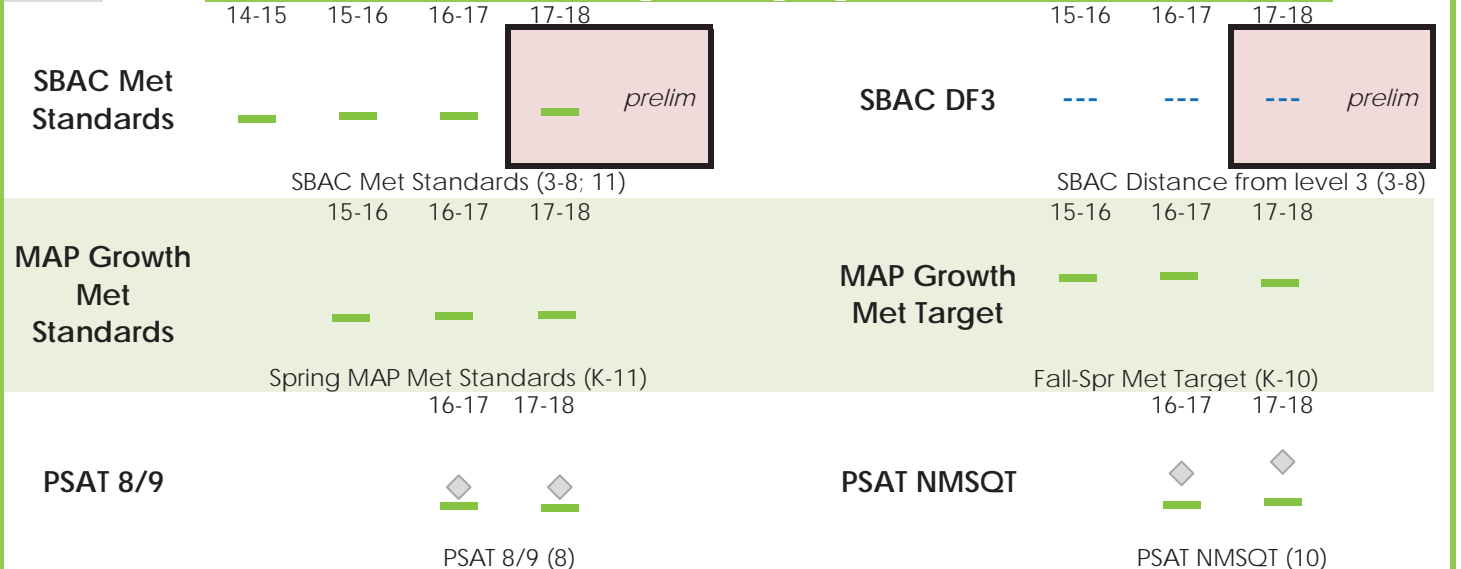 14-15 15-16 16-17 17-18
SBAC Met
Standards
prelim
SBAC Met Standards (3-8; 11)
15-16 16-17 17-18
SBAC DF3
--- --- --- prelim
SBAC Distance from level 3 (3-8)
15-16 16-17 17-18
MAP Growth
Met
Standards
Spring MAP Met Standards (K-11)
15-16 16-17 17-18
MAP Growth
Met Target
Fall-Spr Met Target (K-10)
16-17 17-18
PSAT 8/9
PSAT 8/9 (8)
16-17 17-18
PSAT NMSQT
PSAT NMSQT (10)